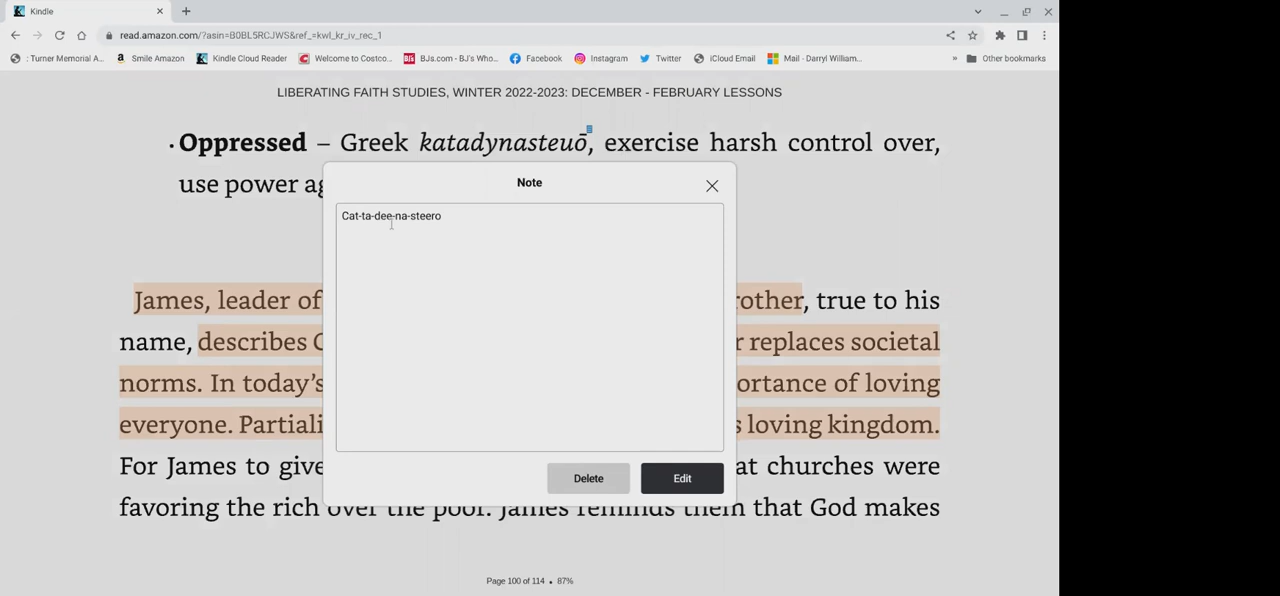 Kindle
read.amazon.com/?asin=B0BL5RCJWS&ref_=kwl_kr_iv_rec_1
: Turner Memorial A... Smile Amazon Kindle Cloud Reader Welcome to Costco... BJs.com - BJ's Who... Facebook Instagram Twitter iCloud Email Mail - Darryl William... » Other bookmarks
LIBERATING FAITH STUDIES, WINTER 2022-2023: DECEMBER - FEBRUARY LESSONS
· Oppressed – Greek katadynasteuō, exercise harsh control over,
use power ag
Note
Cat-ta-dee-na-steero
James, leader of rother, true to his
name, describes C r replaces societal
norms. In today's ortance of loving
everyone. Partiali s loving kingdom.
Delete Edit
For James to give at churches were
favoring the rich over the poor. James reminds them that God makes
Page 100 of 114 • 87%